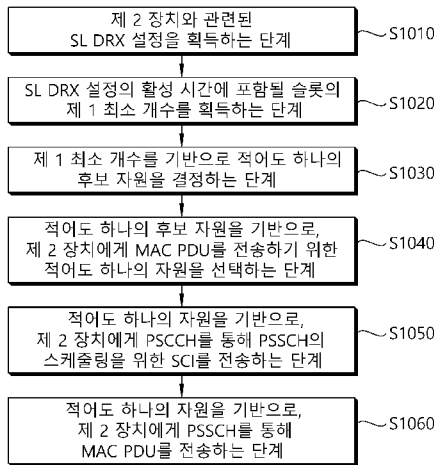 제 2 장치와 관련된
SL DRX 설정을 획득하는 단계
S1010
SL DRX 설정의 활성 시간에 포함될 슬롯의
제 1 최소 개수를 획득하는 단계
S1020
제 1 최소 개수를 기반으로 적어도 하나의
후보 자원을 결정하는 단계
S1030
적어도 하나의 후보 자원을 기반으로,
제 2 장치에게 MAC PDU를 전송하기 위한
적어도 하나의 자원을 선택하는 단계
S1040
적어도 하나의 자원을 기반으로,
제 2 장치에게 PSCCH를 통해 PSSCH의
스케줄링을 위한 SCI를 전송하는 단계
S1050
적어도 하나의 자원을 기반으로,
제 2 장치에게 PSSCH를 통해
MAC PDU를 전송하는 단계
S1060